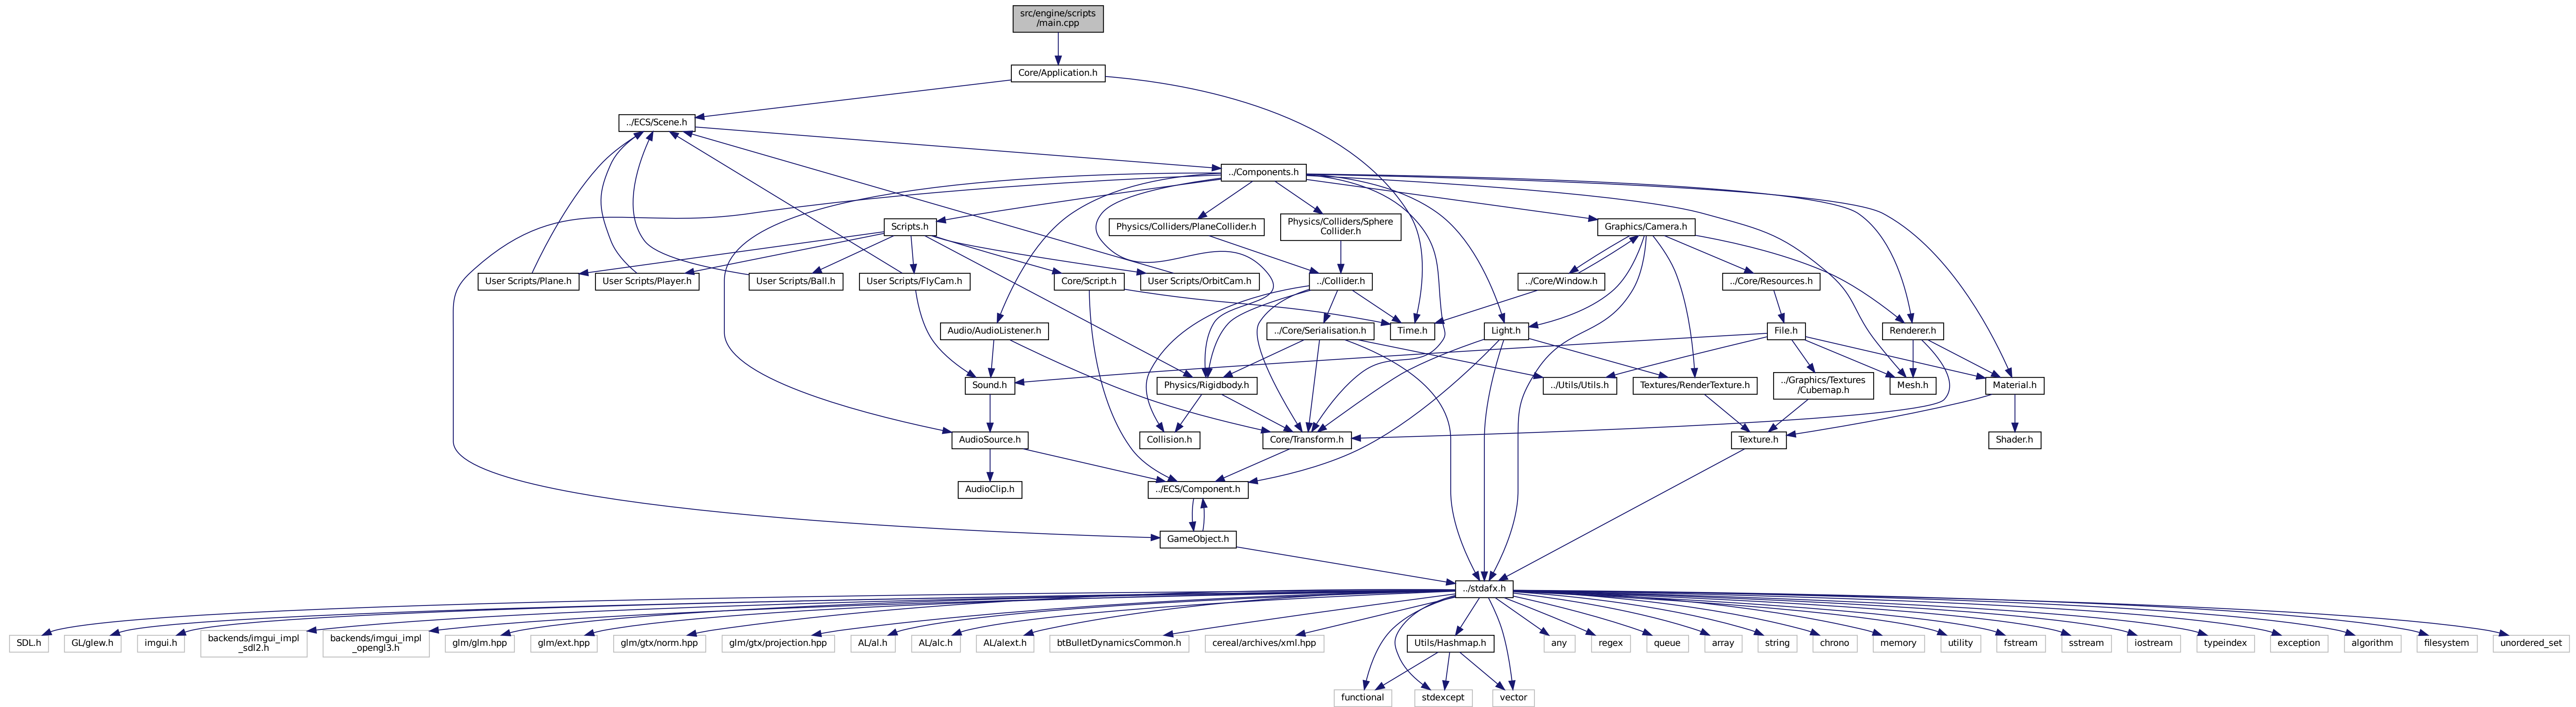 src/engine/scripts
/main.cpp
Core/Application.h
../ECS/Scene.h
../Components.h
Scripts.h
Physics/Colliders/PlaneCollider.h
Physics/Colliders/Sphere
Collider.h
Graphics/Camera.h
User Scripts/Plane.h
User Scripts/Player.h
User Scripts/Ball.h
User Scripts/FlyCam.h
Core/Script.h
User Scripts/OrbitCam.h
../Collider.h
../Core/Window.h
../Core/Resources.h
Audio/AudioListener.h
../Core/Serialisation.h
Time.h
Light.h
File.h
Renderer.h
Sound.h
Physics/Rigidbody.h
../Utils/Utils.h
Textures/RenderTexture.h
../Graphics/Textures
/Cubemap.h
Mesh.h
Material.h
AudioSource.h
Collision.h
Core/Transform.h
Texture.h
Shader.h
AudioClip.h
../ECS/Component.h
GameObject.h
../stdafx.h
SDL.h
GL/glew.h
imgui.h
backends/imgui_impl
_sdl2.h
backends/imgui_impl
_opengl3.h
glm/glm.hpp
glm/ext.hpp
glm/gtx/norm.hpp
glm/gtx/projection.hpp
AL/al.h
AL/alc.h
AL/alext.h
btBulletDynamicsCommon.h
cereal/archives/xml.hpp
Utils/Hashmap.h
any
regex
queue
array
string
chrono
memory
utility
fstream
sstream
iostream
typeindex
exception
algorithm
filesystem
unordered_set
functional
stdexcept
vector